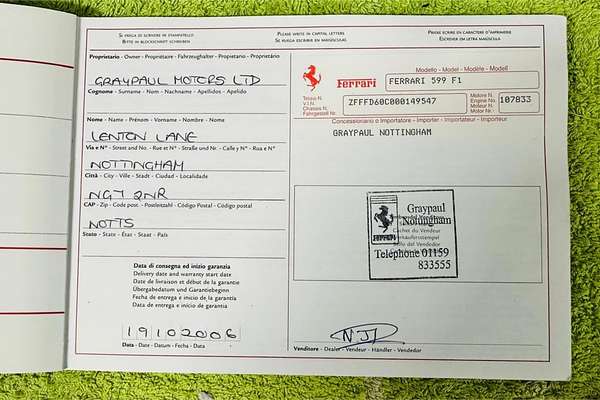 SI PREGA DI SCRIVERE IN STAMPATELLO
BITTE IN BLOCKSCHRIFT SCHREIBEN
PLEASE WRITE IN CAPITAL LETTERS
SE RUEGA ESCRIBIR EN MAYÚSCULAS
PRIÈRE ÉCRIRE EN CARACTÈRES D'IMPRIMERIE
ESCREVER EM LETRA MAIÚSCULA
Proprietario - Owner - Propriétaire - Fahrzeughalter - Propietario - Proprietário
GRAYPAUL MOTORS LTD
Cognome - Surname - Nom - Nachname - Apellidos - Apelido
Nome - Name - Prénom - Vorname - Nombre - Nome
LENTON LANE
Via e N° - Street and No. - Rue et N° - Straße und Nr. - Calle y N° - Rua e N°
NOTTINGHAM
Città - City - Ville - Stadt - Ciudad - Localidade
NG7 2NR
CAP - Zip - Code post. - Postleitzahl - Código Postal - Código postal
NOTTS
Stato - State - État - Staat - País
Data di consegna ed inizio garanzia
Delivery date and warranty start date
Date de livraison et début de la garantie
Übergabedatum und Garantiebeginn
Fecha de entrega e inicio de la garantía
Data de entrega e início da garantia
19102006
Data - Date - Datum - Fecha - Data
Ferrari
Modello - Model - Modèle - Modell
FERRARI 599 F1
Telaio N.
V.I.N.
Chassis N.
Fahrgestell Nr.
ZFFFD60C000149547
Motore N.
Engine No.
Moteur N.
Motor Nr.
107833
Concessionario e Importatore - Importer - Importateur - Importeur
GRAYPAUL NOTTINGHAM
Graypaul
Nottingham
Cachet du Vendeur
Telephone 01159
833555
NJ
Venditore - Dealer - Vendeur - Händler - Vendedor